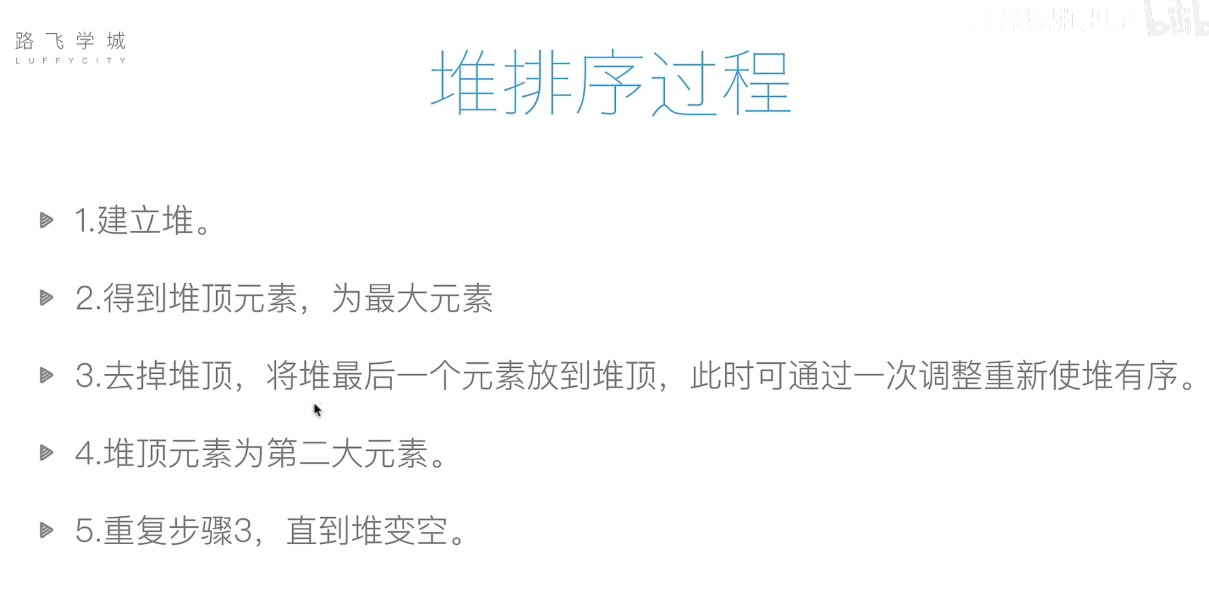 路飞学城
LUFFYCITY
堆排序过程
1.建立堆。
2.得到堆顶元素，为最大元素
3.去掉堆顶，将堆最后一个元素放到堆顶，此时可通过一次调整重新使堆有序。
4.堆顶元素为第二大元素。
5.重复步骤3，直到堆变空。